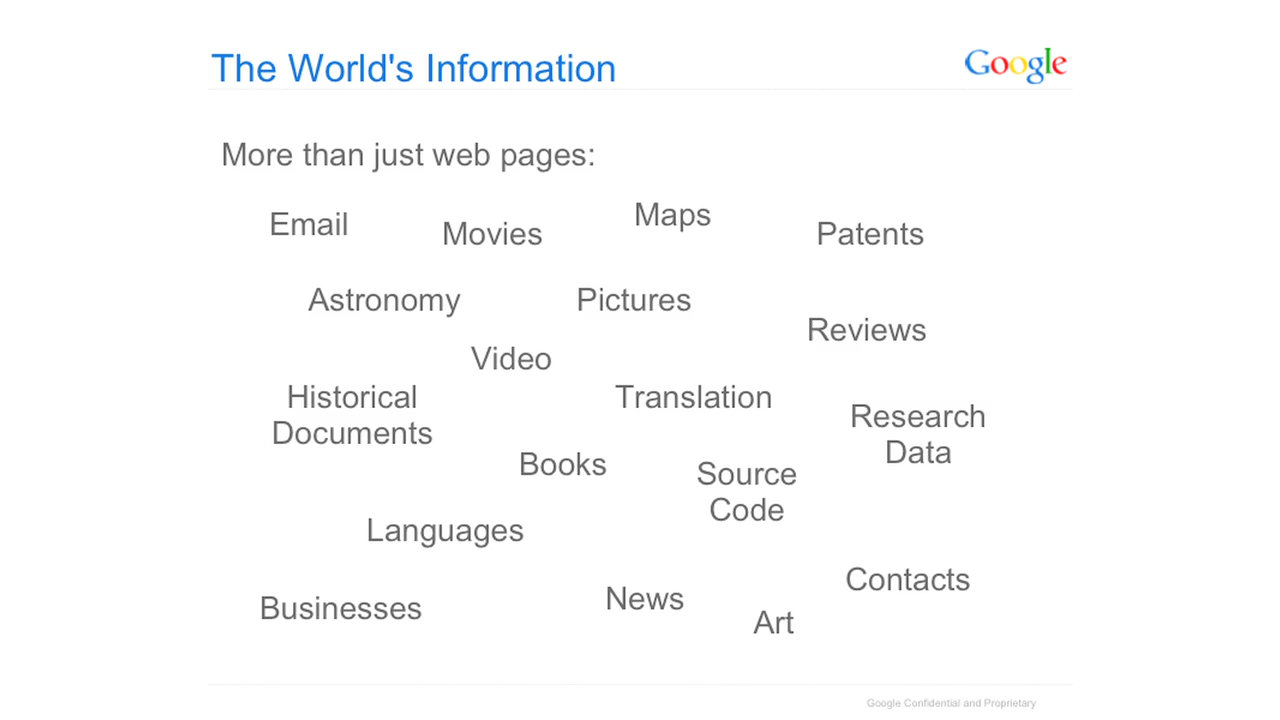 The World's Information
Google
More than just web pages:
Email
Movies
Maps
Patents
Astronomy
Pictures
Reviews
Video
Historical
Documents
Translation
Research
Data
Books
Source
Code
Languages
Contacts
Businesses
News
Art
Google Confidential and Proprietary